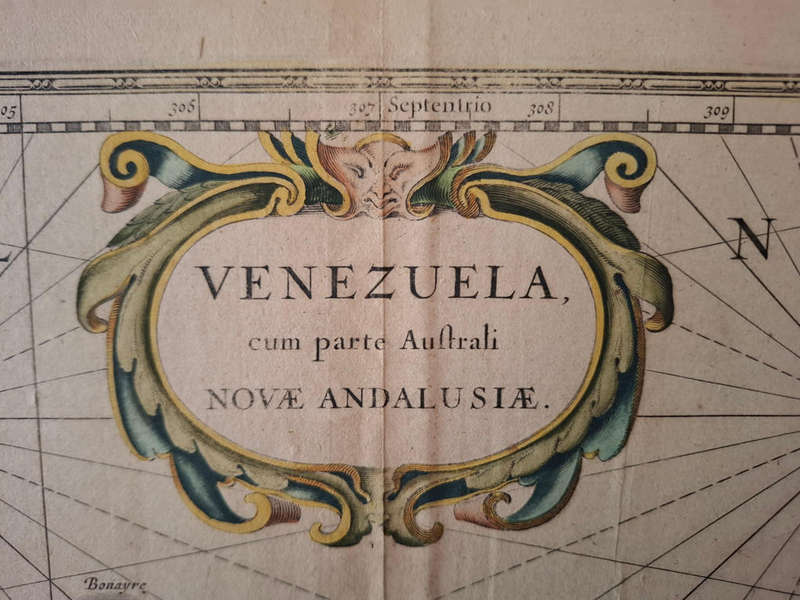 305 306 307 Septentrio 308 309
N
VENEZUELA,
cum parte Auſtrali
NOVÆ ANDALUSIÆ.
Bonayre